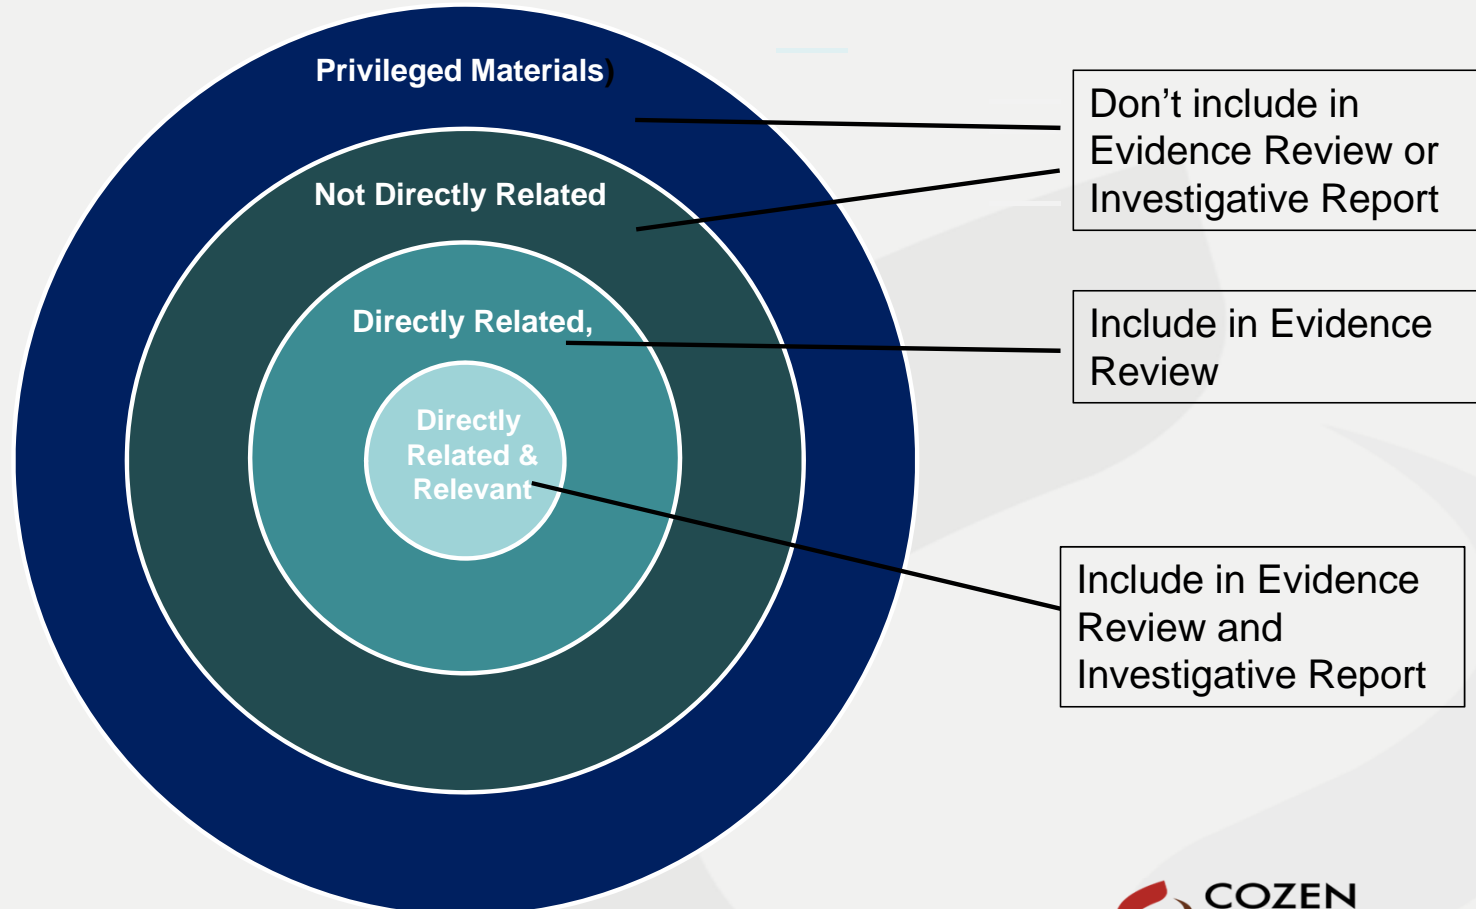 Privileged Materials)
Not Directly Related
Directly Related,
Directly
Related &
Relevant
Don’t include in
Evidence Review or
Investigative Report
Include in Evidence
Review
Include in Evidence
Review and
Investigative Report
COZEN